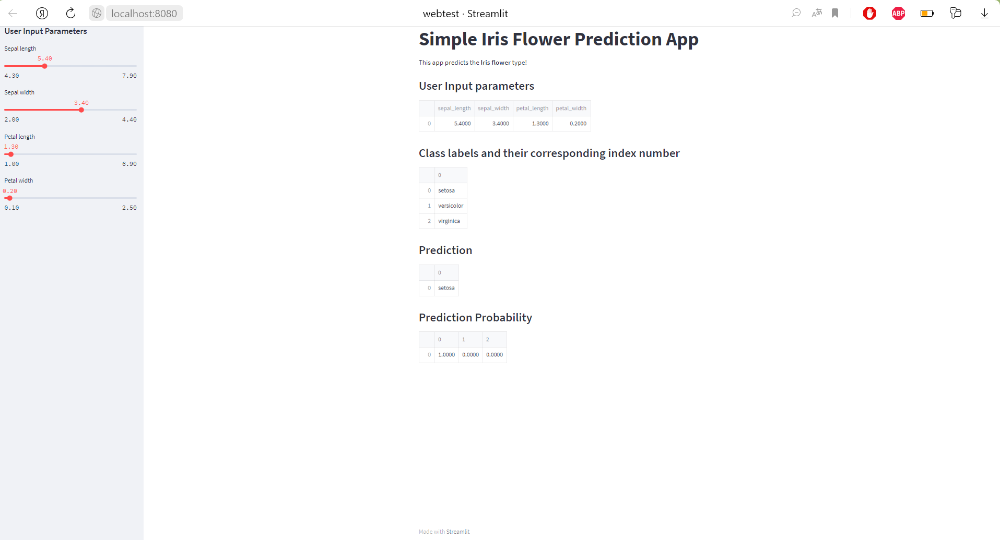 Я localhost:8080 webtest · Streamlit Aあ ABP
User Input Parameters
Sepal length
5.40
4.30 7.90
Sepal width
3.40
2.00 4.40
Petal length
1.30
1.00 6.90
Petal width
0.20
0.10 2.50
Simple Iris Flower Prediction App
This app predicts the Iris flower type!
User Input parameters
sepal_length sepal_width petal_length petal_width
0 5.4000 3.4000 1.3000 0.2000
Class labels and their corresponding index number
0
0 setosa
1 versicolor
2 virginica
Prediction
0
0 setosa
Prediction Probability
0 1 2
0 1.0000 0.0000 0.0000
Made with Streamlit